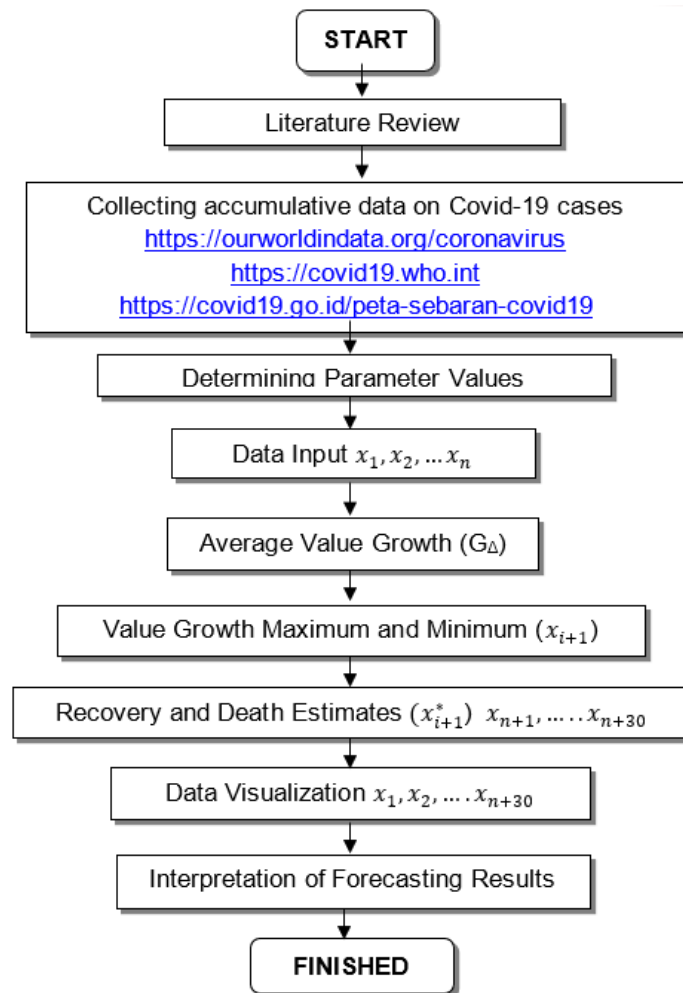 START
Literature Review
Collecting accumulative data on Covid-19 cases
https://ourworldindata.org/coronavirus
https://covid19.who.int
https://covid19.go.id/peta-sebaran-covid19
Determining Parameter Values
Data Input x₁, x₂, … xₙ
Average Value Growth (G_Δ)
Value Growth Maximum and Minimum (xᵢ₊₁)
Recovery and Death Estimates (x*ᵢ₊₁) xₙ₊₁, ….. xₙ₊₃₀
Data Visualization x₁, x₂, …. xₙ₊₃₀
Interpretation of Forecasting Results
FINISHED